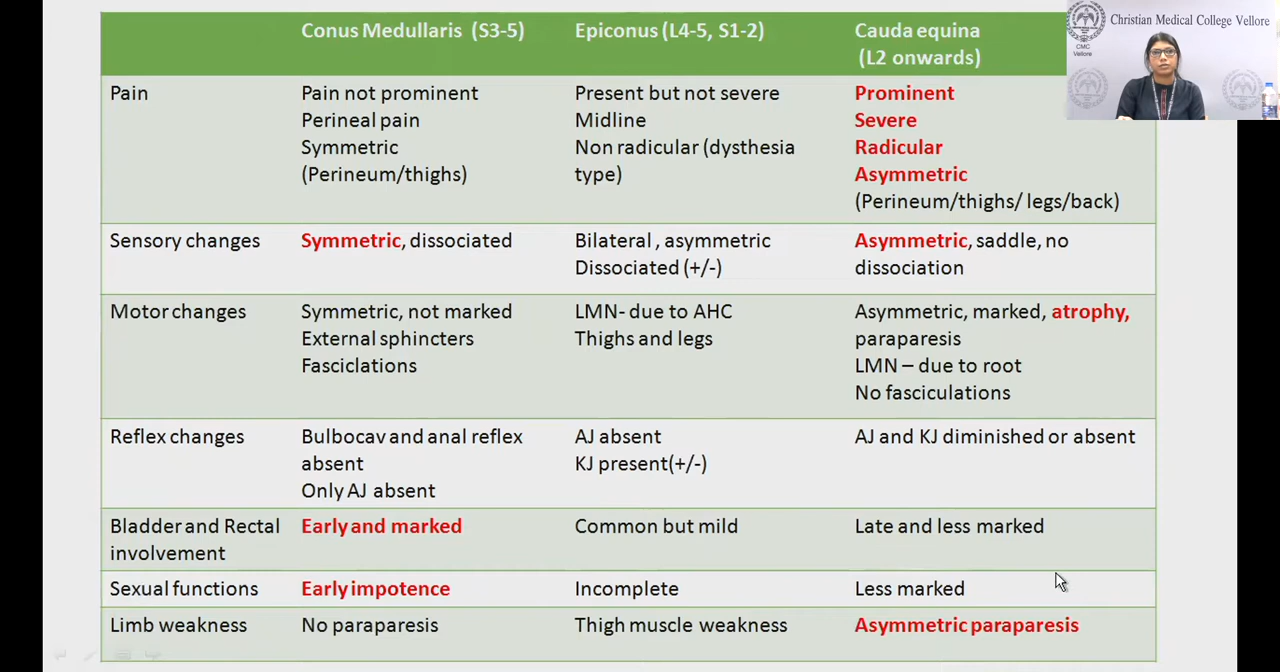 Conus Medullaris (S3-5)
Epiconus (L4-5, S1-2)
Cauda equina
(L2 onwards)
Christian Medical College Vellore
CMC
Vellore
Pain
Pain not prominent
Perineal pain
Symmetric
(Perineum/thighs)
Present but not severe
Midline
Non radicular (dysthesia
type)
Prominent
Severe
Radicular
Asymmetric
(Perineum/thighs/ legs/back)
Sensory changes
Symmetric, dissociated
Bilateral , asymmetric
Dissociated (+/-)
Asymmetric, saddle, no
dissociation
Motor changes
Symmetric, not marked
External sphincters
Fasciclations
LMN- due to AHC
Thighs and legs
Asymmetric, marked, atrophy,
paraparesis
LMN – due to root
No fasciculations
Reflex changes
Bulbocav and anal reflex
absent
Only AJ absent
AJ absent
KJ present(+/-)
AJ and KJ diminished or absent
Bladder and Rectal
involvement
Early and marked
Common but mild
Late and less marked
Sexual functions
Early impotence
Incomplete
Less marked
Limb weakness
No paraparesis
Thigh muscle weakness
Asymmetric paraparesis